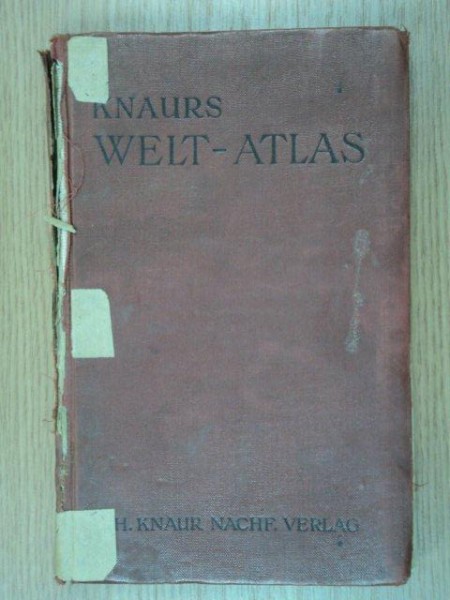 KNAURS
WELT-ATLAS
H. KNAUR NACHF. VERLAG